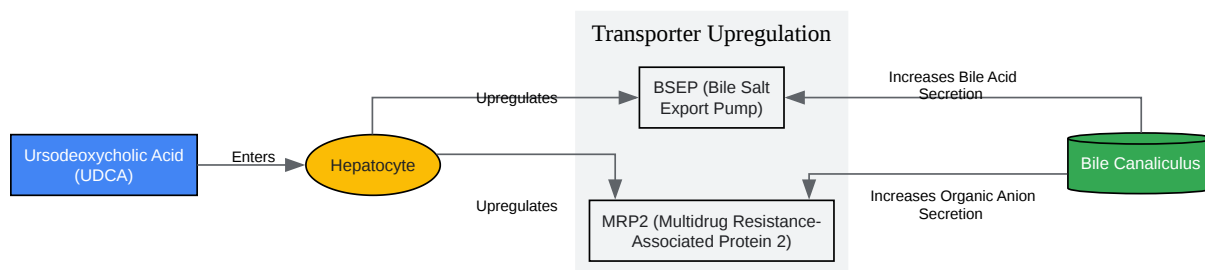 Transporter Upregulation
BSEP (Bile Salt
Export Pump)
Increases Bile Acid
Secretion
Upregulates
Ursodeoxycholic Acid
(UDCA)
Enters
Hepatocyte
Bile Canaliculus
Upregulates
MRP2 (Multidrug Resistance-
Associated Protein 2)
Increases Organic Anion
Secretion